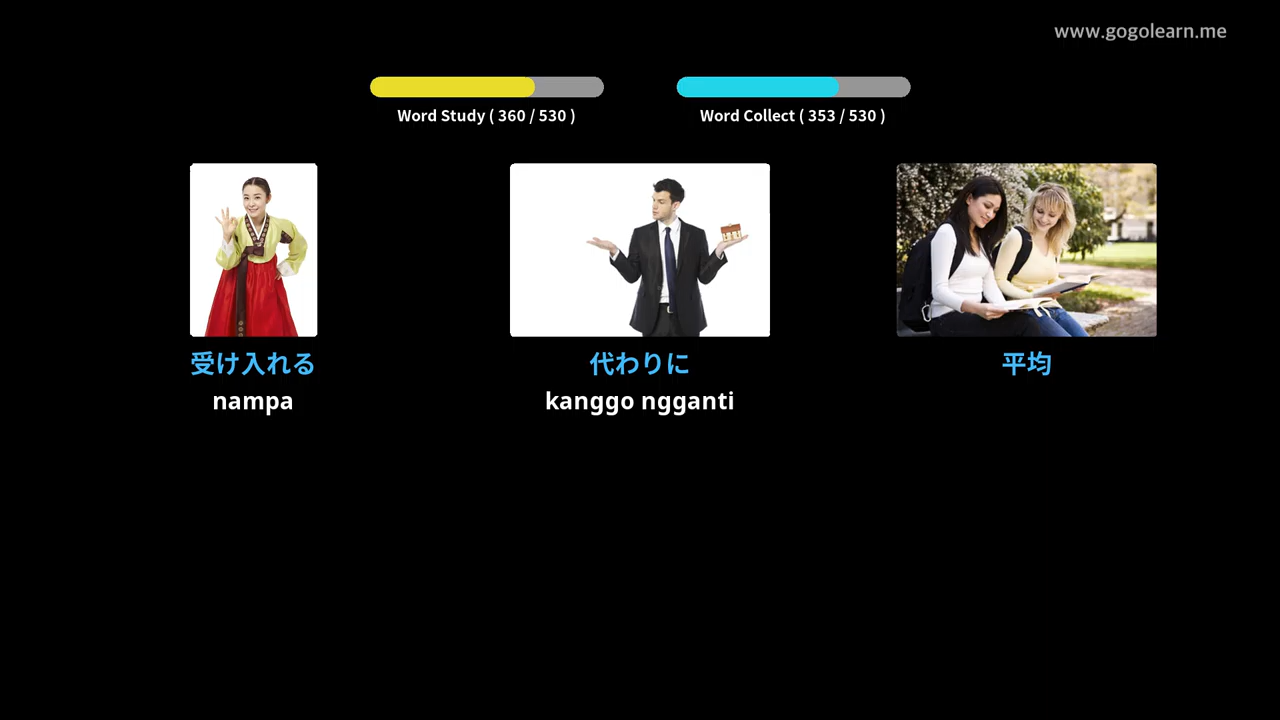 www.gogolearn.me
Word Study ( 360 / 530 )
Word Collect ( 353 / 530 )
受け入れる
nampa
代わりに
kanggo ngganti
平均